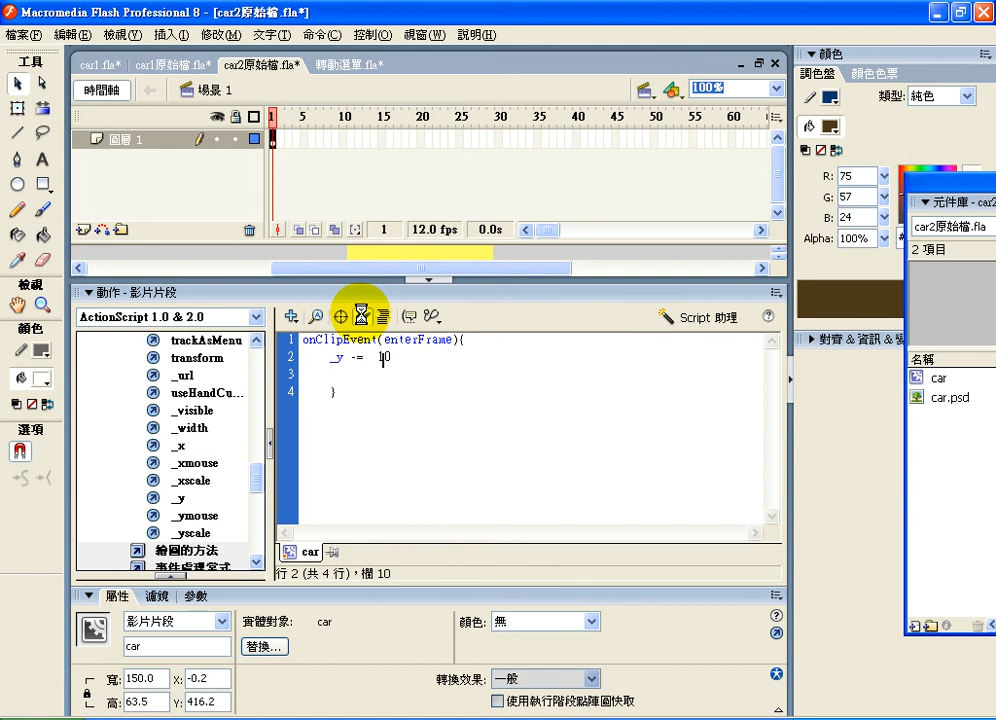 Macromedia Flash Professional 8 - [car2原始檔.fla*]
檔案(F) 編輯(E) 檢視(V) 插入(I) 修改(M) 文字(T) 命令(C) 控制(O) 視窗(W) 說明(H)
工具
car1.fla* car1原始檔.fla* car2原始檔.fla* 轉動選單.fla*
時間軸 場景 1 100%
1 5 10 15 20 25 30 35 40 45 50 55 60
圖層 1
1 12.0 fps 0.0s
檢視
顏色
選項
動作 - 影片片段
ActionScript 1.0 & 2.0
Script 助理
trackAsMenu
transform
_url
useHandCu...
_visible
_width
_x
_xmouse
_xscale
_y
_ymouse
_yscale
繪圖的方法
事件處理常式
1 onClipEvent(enterFrame){
2 _y -= 10
3
4 }
car
行 2 (共 4 行)，欄 10
屬性 濾鏡 參數
影片片段 實體對象: car 顏色: 無
car 替換...
寬: 150.0 X: -0.2 轉換效果: 一般
高: 63.5 Y: 416.2 使用執行階段點陣圖快取
顏色
調色盤 顏色色票
類型: 純色
R: 75
G: 57
B: 24
Alpha: 100% #
對齊 & 資訊 &
元件庫 - car2
car2原始檔.fla
2 項目
名稱
car
car.psd